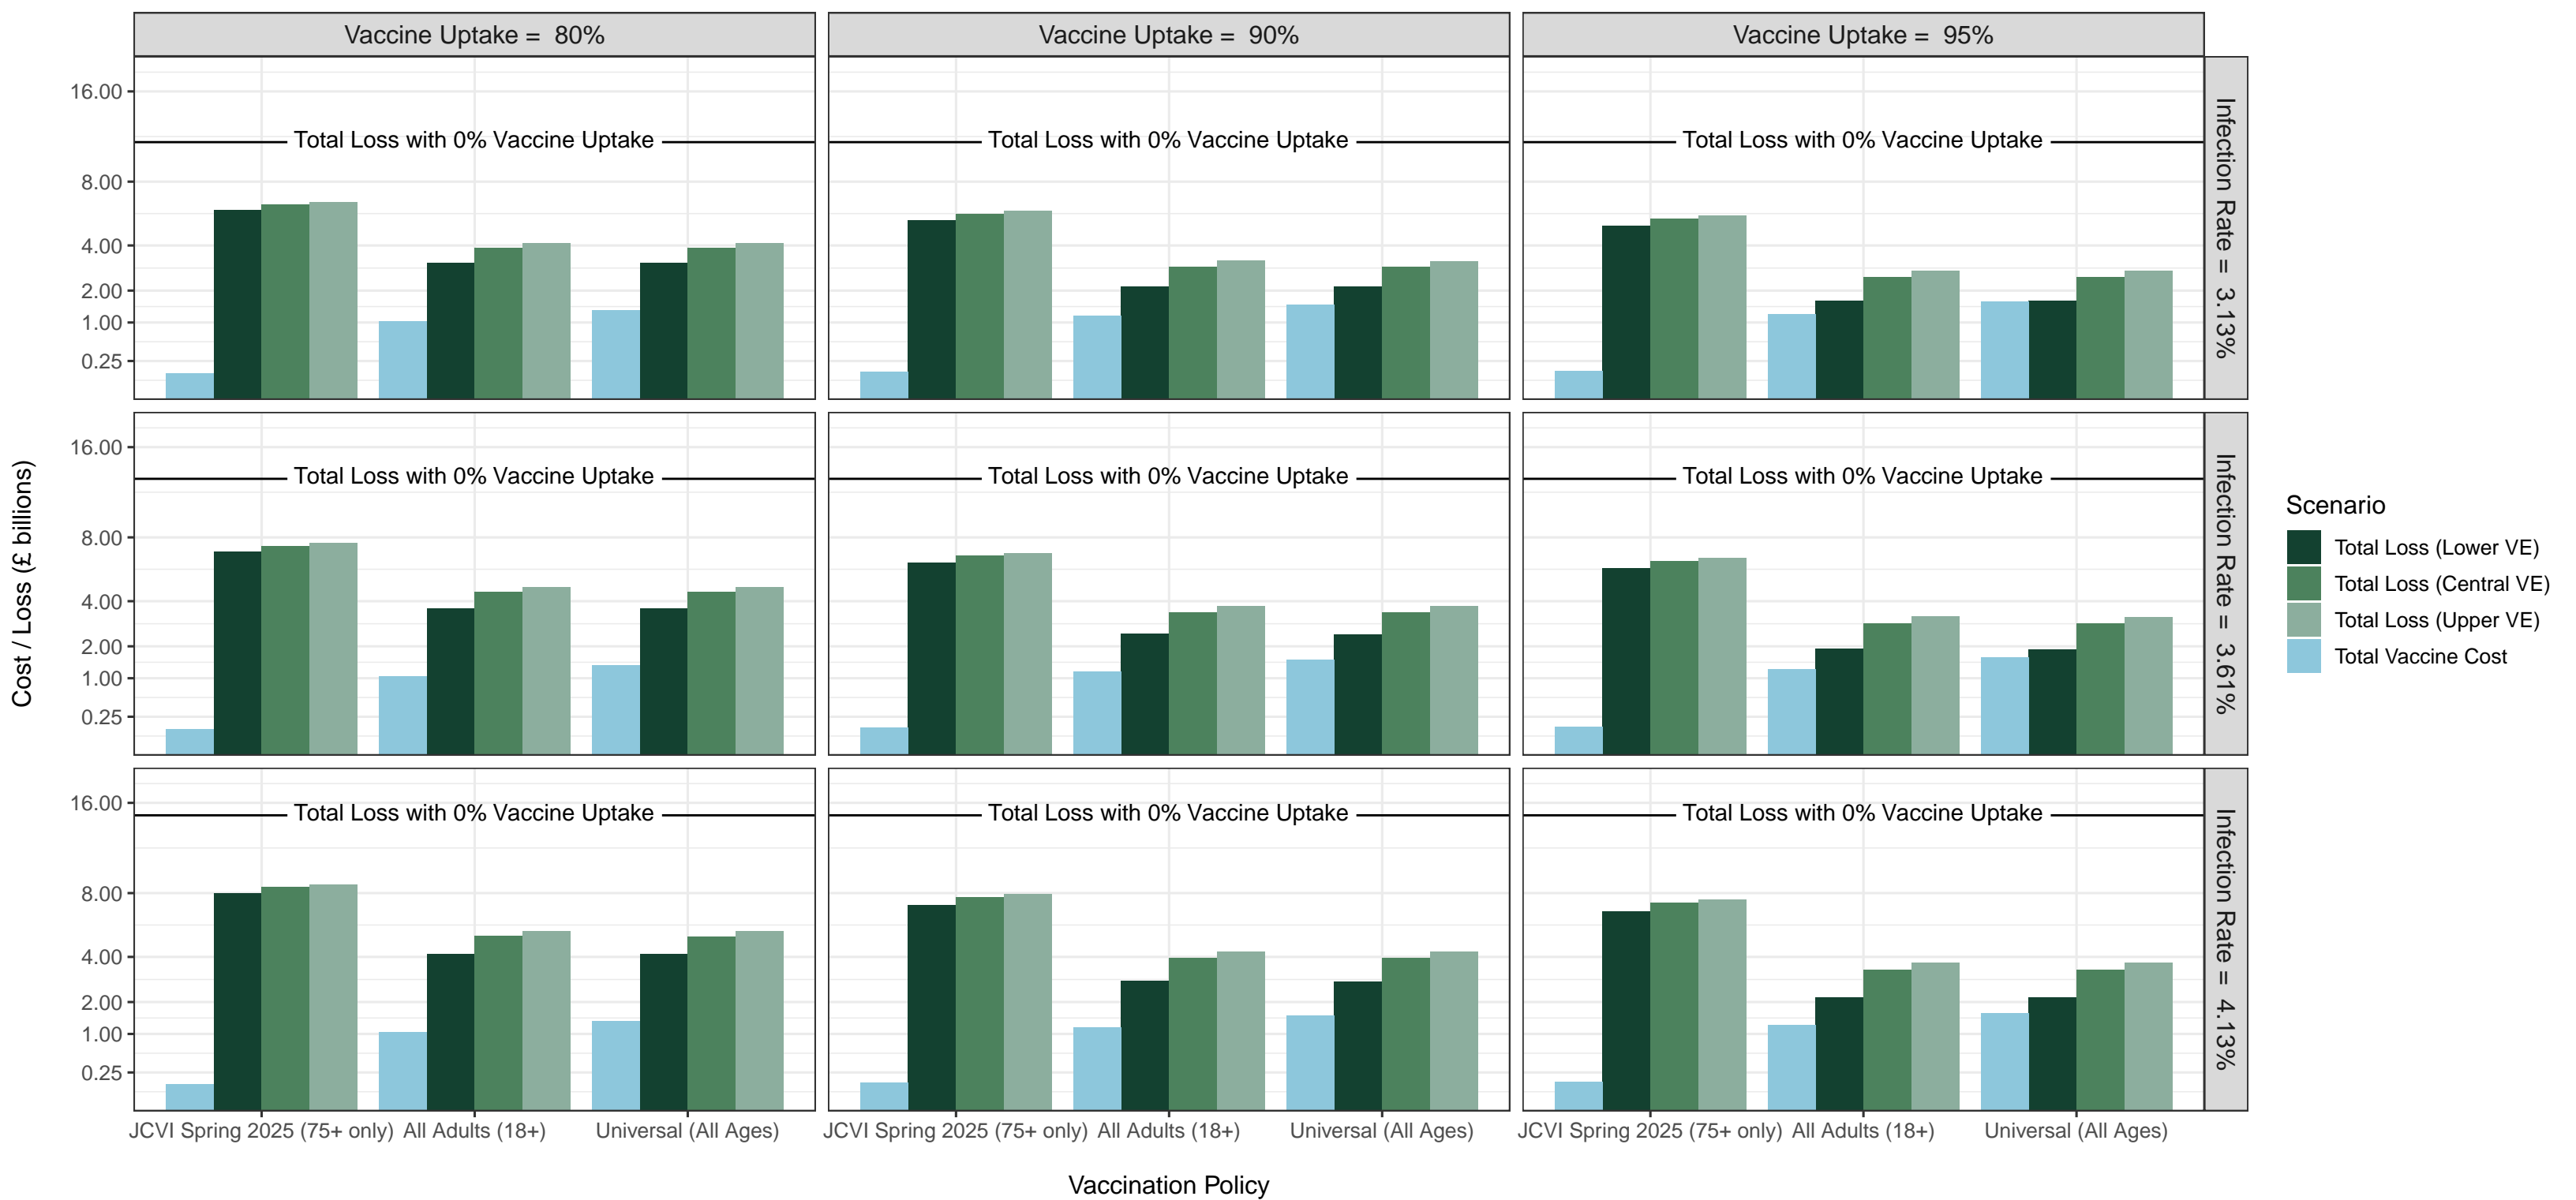 Vaccine Uptake =  80%
Vaccine Uptake =  90%
Vaccine Uptake =  95%
16.00
8.00
4.00
2.00
1.00
0.25
Total Loss with 0% Vaccine Uptake
Total Loss with 0% Vaccine Uptake
Total Loss with 0% Vaccine Uptake
Infection Rate =  3.13%
16.00
8.00
4.00
2.00
1.00
0.25
Total Loss with 0% Vaccine Uptake
Total Loss with 0% Vaccine Uptake
Total Loss with 0% Vaccine Uptake
Infection Rate =  3.61%
16.00
8.00
4.00
2.00
1.00
0.25
Total Loss with 0% Vaccine Uptake
Total Loss with 0% Vaccine Uptake
Total Loss with 0% Vaccine Uptake
Infection Rate =  4.13%
Cost / Loss (£ billions)
JCVI Spring 2025 (75+ only)
All Adults (18+)
Universal (All Ages)
JCVI Spring 2025 (75+ only)
All Adults (18+)
Universal (All Ages)
JCVI Spring 2025 (75+ only)
All Adults (18+)
Universal (All Ages)
Vaccination Policy
Scenario
Total Loss (Lower VE)
Total Loss (Central VE)
Total Loss (Upper VE)
Total Vaccine Cost